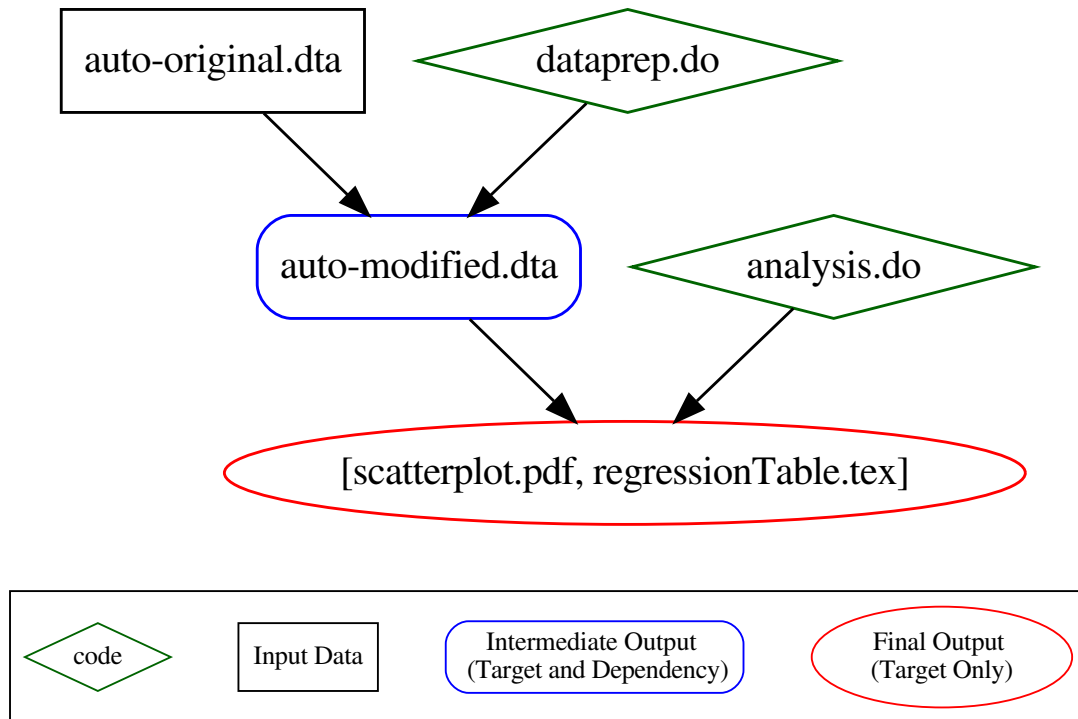 auto-original.dta
dataprep.do
auto-modified.dta
analysis.do
[scatterplot.pdf, regressionTable.tex]
code
Input Data
Intermediate Output
(Target and Dependency)
Final Output
(Target Only)